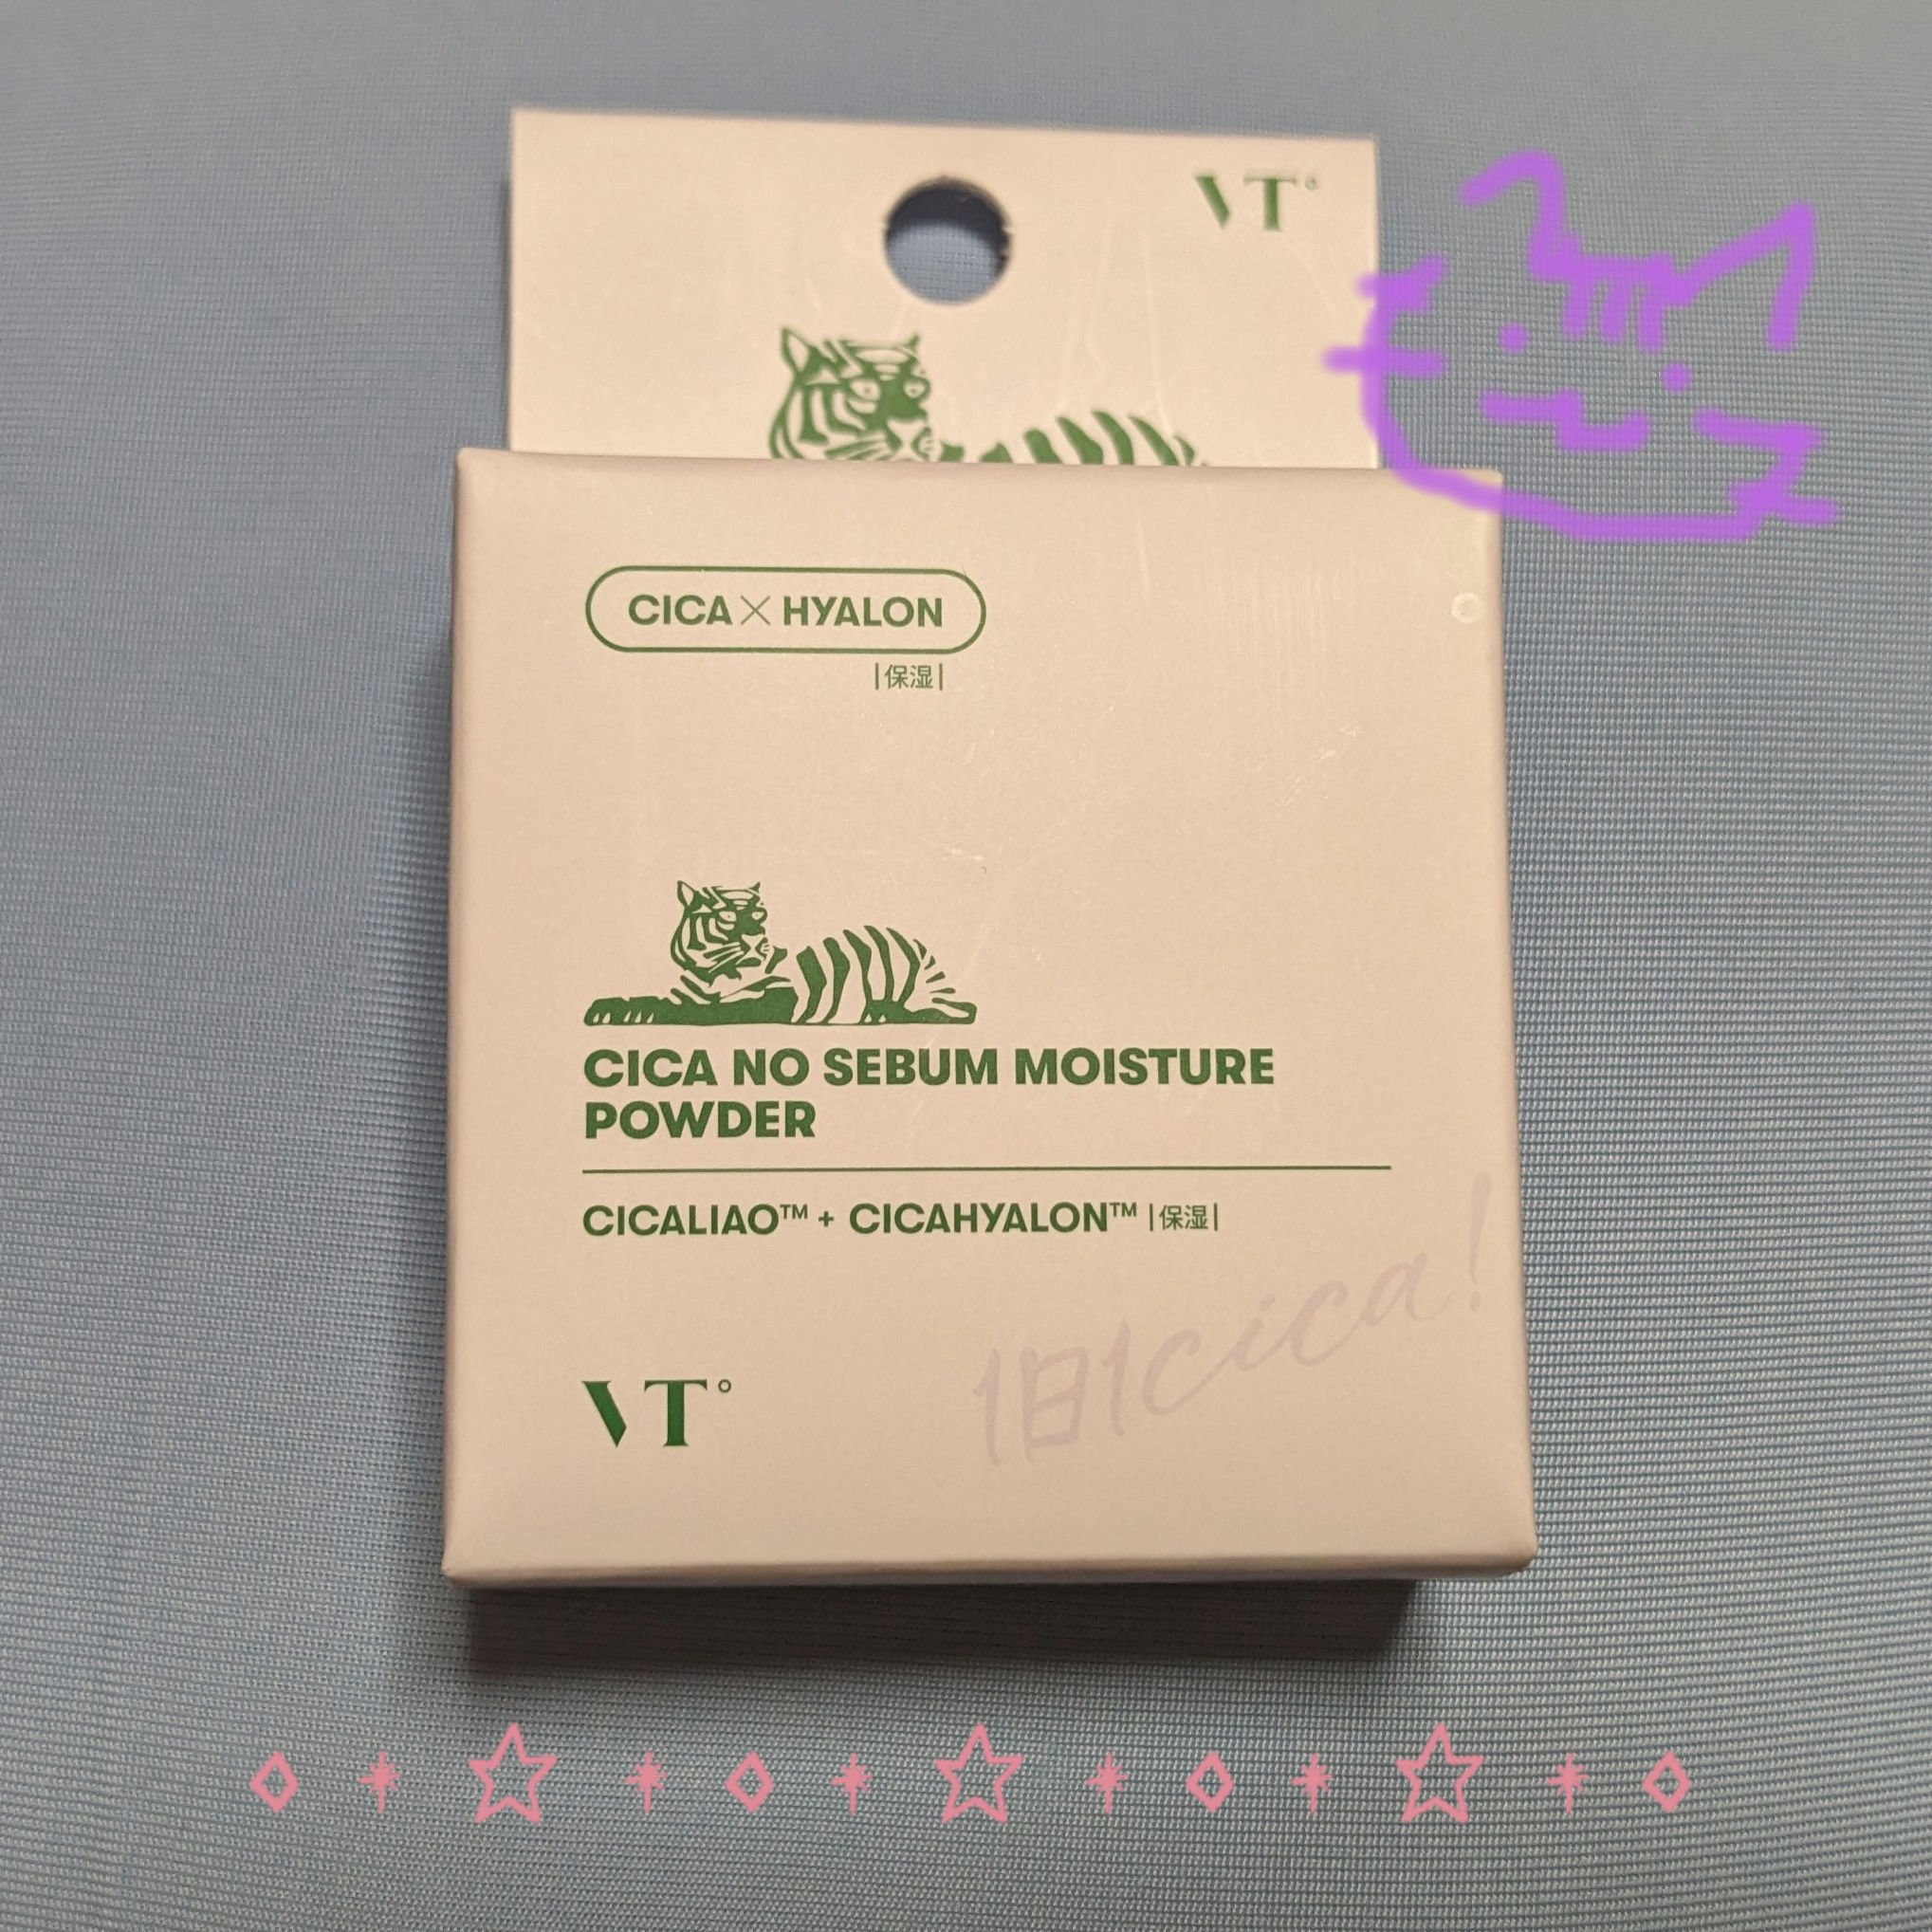 VT°
CICA×HYALON
|保湿|
CICA NO SEBUM MOISTURE
POWDER
CICALIAO™ + CICAHYALON™ |保湿|
1日1cica!
VT°